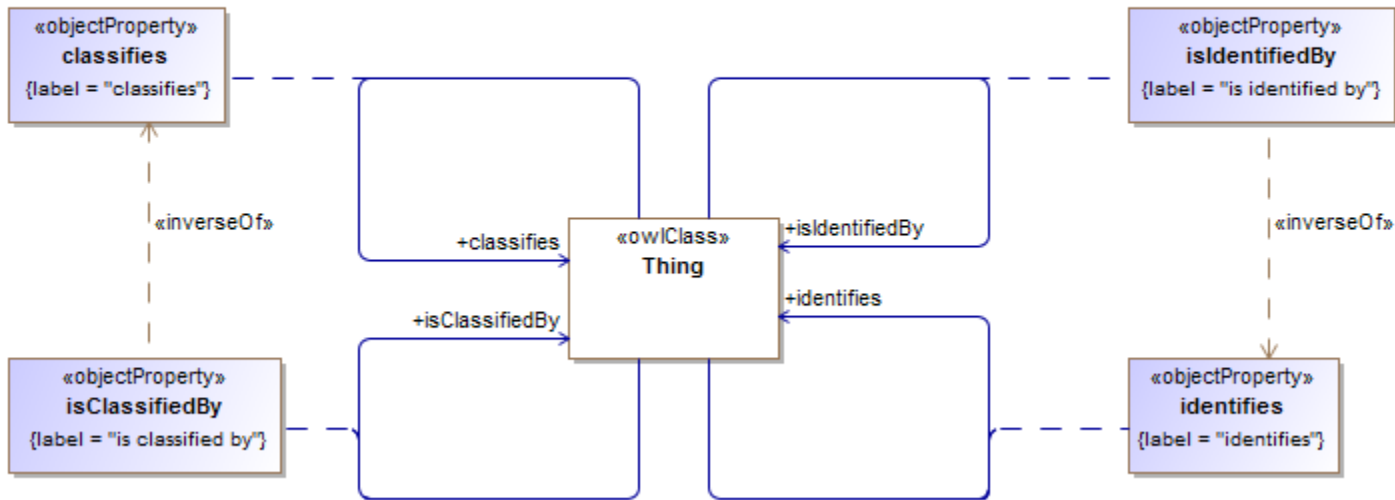 «objectProperty»
classifies
{label = "classifies"}
«objectProperty»
isIdentifiedBy
{label = "is identified by"}
«inverseOf»
«inverseOf»
+classifies
«owlClass»
Thing
+isIdentifiedBy
+identifies
+isClassifiedBy
«objectProperty»
isClassifiedBy
{label = "is classified by"}
«objectProperty»
identifies
{label = "identifies"}